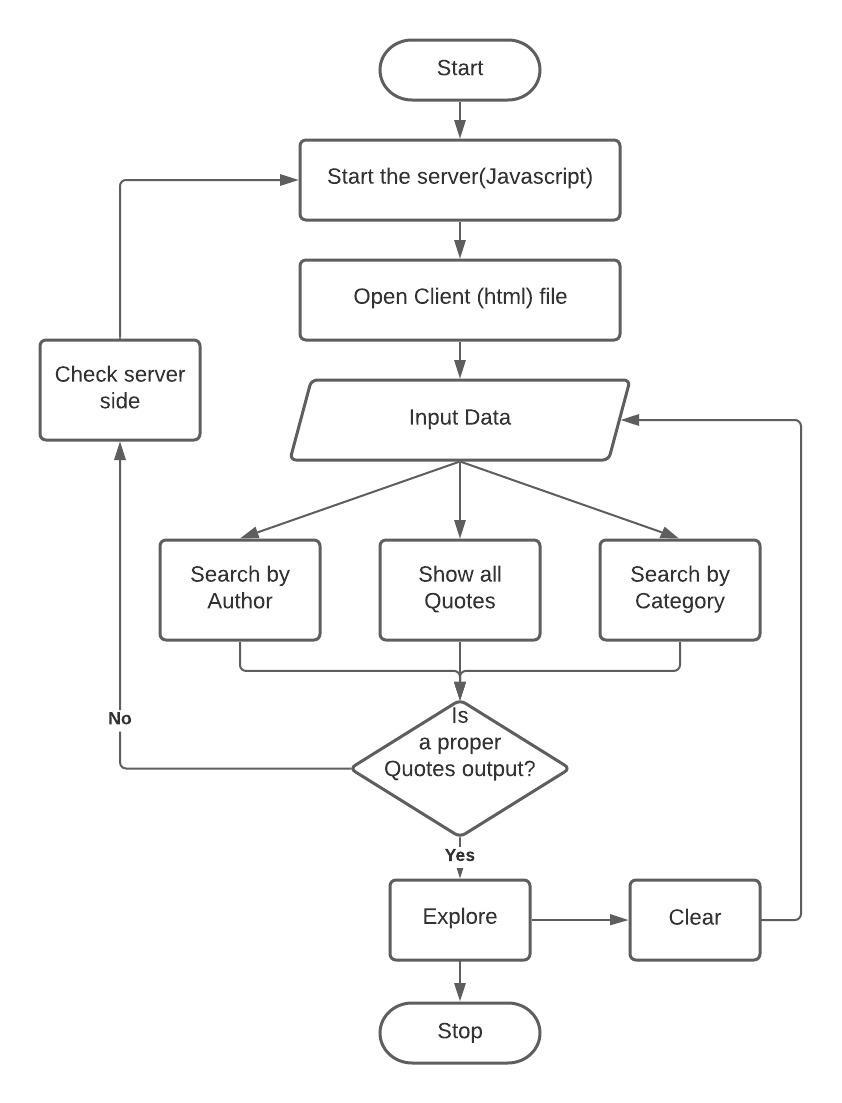 Start
Start the server(Javascript)
Open Client (html) file
Check server
side
Input Data
Search by
Author
Show all
Quotes
Search by
Category
No
Is
a proper
Quotes output?
Yes
Explore
Clear
Stop